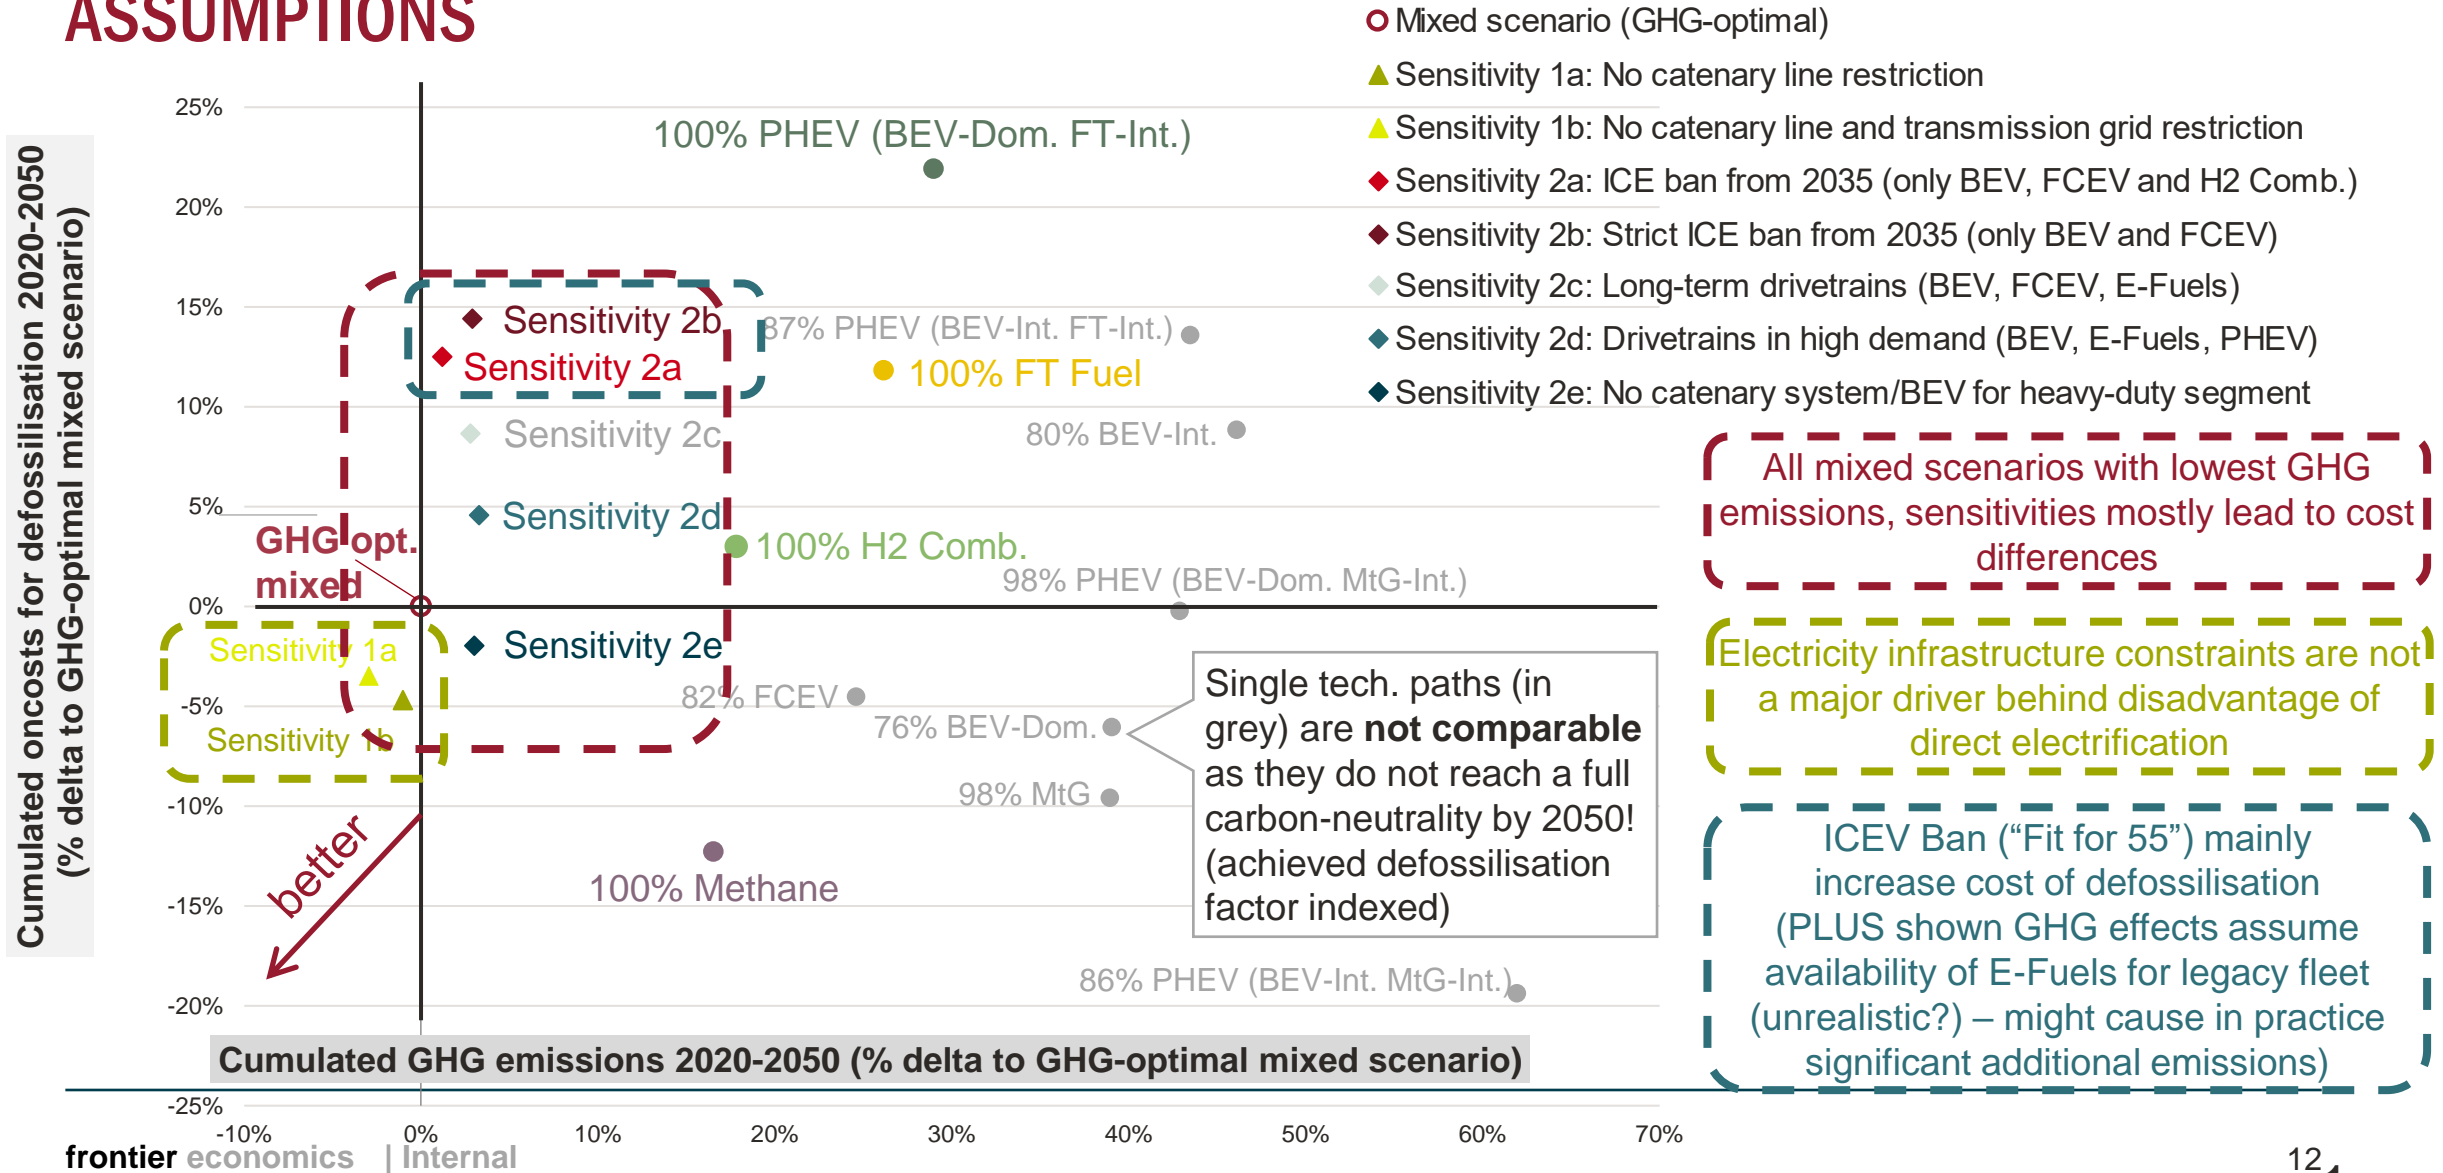 ASSUMPTIONS
Mixed scenario (GHG-optimal)
Sensitivity 1a: No catenary line restriction
Sensitivity 1b: No catenary line and transmission grid restriction
Sensitivity 2a: ICE ban from 2035 (only BEV, FCEV and H2 Comb.)
Sensitivity 2b: Strict ICE ban from 2035 (only BEV and FCEV)
Sensitivity 2c: Long-term drivetrains (BEV, FCEV, E-Fuels)
Sensitivity 2d: Drivetrains in high demand (BEV, E-Fuels, PHEV)
Sensitivity 2e: No catenary system/BEV for heavy-duty segment
Cumulated oncosts for defossilisation 2020-2050
(% delta to GHG-optimal mixed scenario)
25%
20%
15%
10%
5%
0%
-5%
-10%
-15%
-20%
-25%
100% PHEV (BEV-Dom. FT-Int.)
Sensitivity 2b
87% PHEV (BEV-Int. FT-Int.)
Sensitivity 2a
100% FT Fuel
Sensitivity 2c
80% BEV-Int.
Sensitivity 2d
GHG opt.
mixed
100% H2 Comb.
98% PHEV (BEV-Dom. MtG-Int.)
Sensitivity 1a
Sensitivity 2e
82% FCEV
76% BEV-Dom.
Sensitivity 1b
98% MtG
better
100% Methane
86% PHEV (BEV-Int. MtG-Int.)
Single tech. paths (in
grey) are not comparable
as they do not reach a full
carbon-neutrality by 2050!
(achieved defossilisation
factor indexed)
All mixed scenarios with lowest GHG
emissions, sensitivities mostly lead to cost
differences
Electricity infrastructure constraints are not
a major driver behind disadvantage of
direct electrification
ICEV Ban (“Fit for 55”) mainly
increase cost of defossilisation
(PLUS shown GHG effects assume
availability of E-Fuels for legacy fleet
(unrealistic?) – might cause in practice
significant additional emissions)
Cumulated GHG emissions 2020-2050 (% delta to GHG-optimal mixed scenario)
-10%
0%
10%
20%
30%
40%
50%
60%
70%
frontier economics | Internal
12